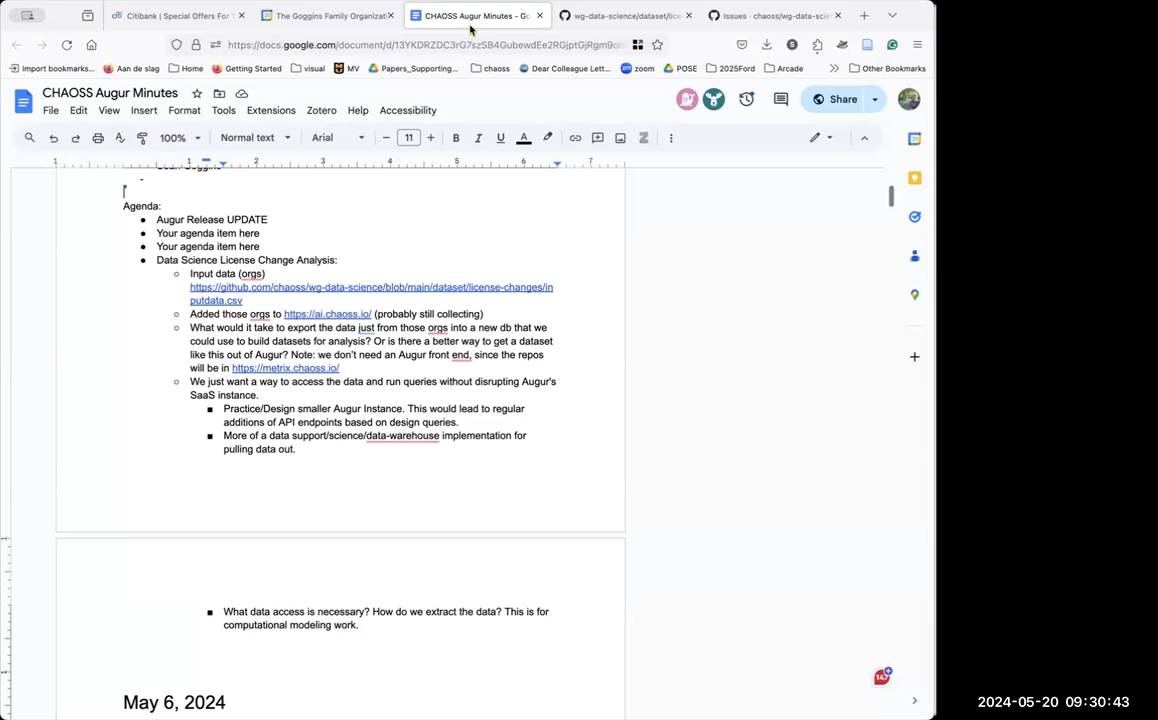 Citibank | Special Offers For Y
The Goggins Family Organizati
CHAOSS Augur Minutes - Go
wg-data-science/dataset/lice
Issues · chaoss/wg-data-scie
https://docs.google.com/document/d/13YKDRZDC3rG7szSB4GubewdEe2RGjptGjRgm9oh
Import bookmarks...
Aan de slag
Home
Getting Started
visual
MV
Papers_Supporting...
chaoss
Dear Colleague Lett...
zoom
POSE
2025Ford
Arcade
Other Bookmarks
CHAOSS Augur Minutes
Share
File Edit View Insert Format Tools Extensions Zotero Help Accessibility
100% Normal text Arial 11 B I U A
1 1 2 3 4 5 6 7
Agenda:
Augur Release UPDATE
Your agenda item here
Your agenda item here
Data Science License Change Analysis:
Input data (orgs)
https://github.com/chaoss/wg-data-science/blob/main/dataset/license-changes/in
putdata.csv
Added those orgs to https://ai.chaoss.io/ (probably still collecting)
What would it take to export the data just from those orgs into a new db that we
could use to build datasets for analysis? Or is there a better way to get a dataset
like this out of Augur? Note: we don't need an Augur front end, since the repos
will be in https://metrix.chaoss.io/
We just want a way to access the data and run queries without disrupting Augur's
SaaS instance.
Practice/Design smaller Augur Instance. This would lead to regular
additions of API endpoints based on design queries.
More of a data support/science/data-warehouse implementation for
pulling data out.
What data access is necessary? How do we extract the data? This is for
computational modeling work.
May 6, 2024
147
2024-05-20 09:30:43